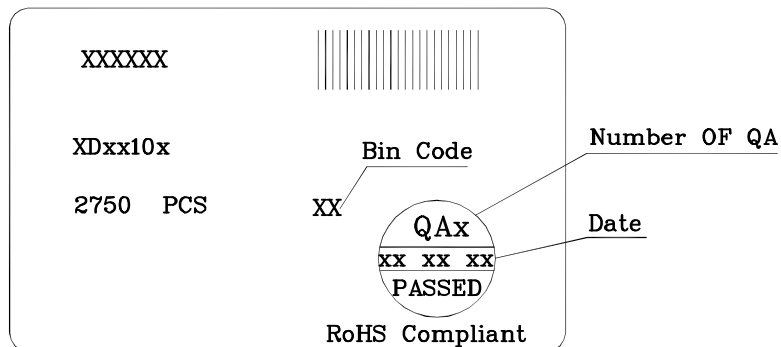 XXXXXX
XDxx10x
Bin Code
Number OF QA
2750 PCS
XX
QAx
Date
xx xx xx
PASSED
RoHS Compliant